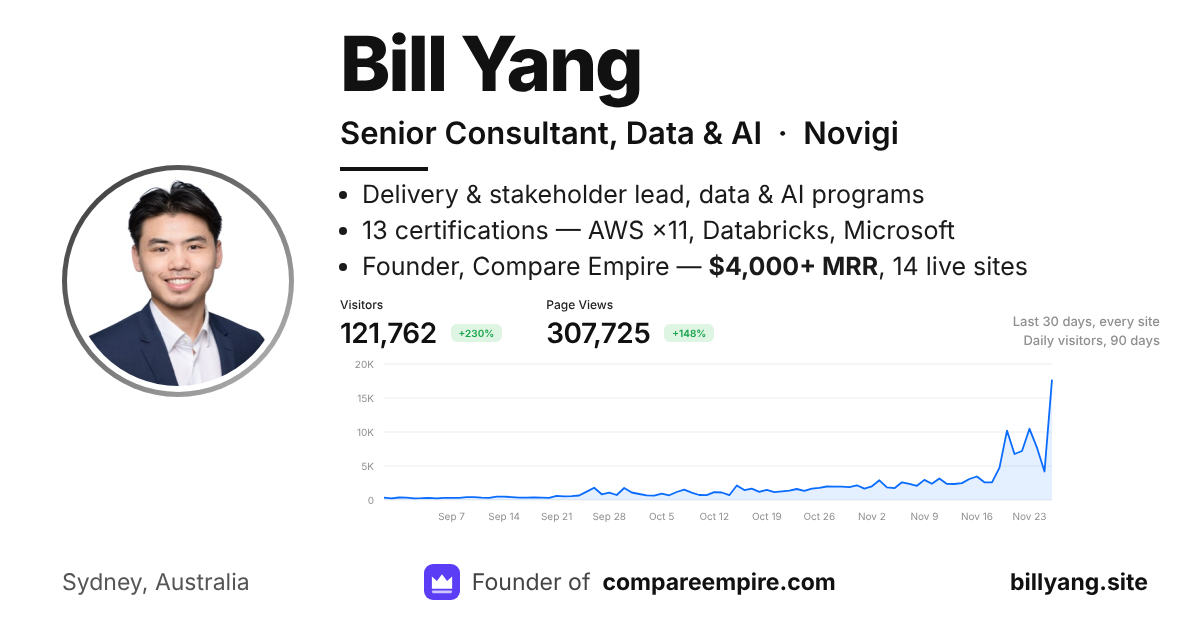 Bill Yang
Senior Consultant, Data & AI · Novigi
• Delivery & stakeholder lead, data & AI programs
• 13 certifications — AWS ×11, Databricks, Microsoft
• Founder, Compare Empire — $4,000+ MRR, 14 live sites
Visitors Page Views
121,762 +230% 307,725 +148%
Last 30 days, every site
Daily visitors, 90 days
20K
15K
10K
5K
0
Sep 7 Sep 14 Sep 21 Sep 28 Oct 5 Oct 12 Oct 19 Oct 26 Nov 2 Nov 9 Nov 16 Nov 23
Sydney, Australia Founder of compareempire.com billyang.site